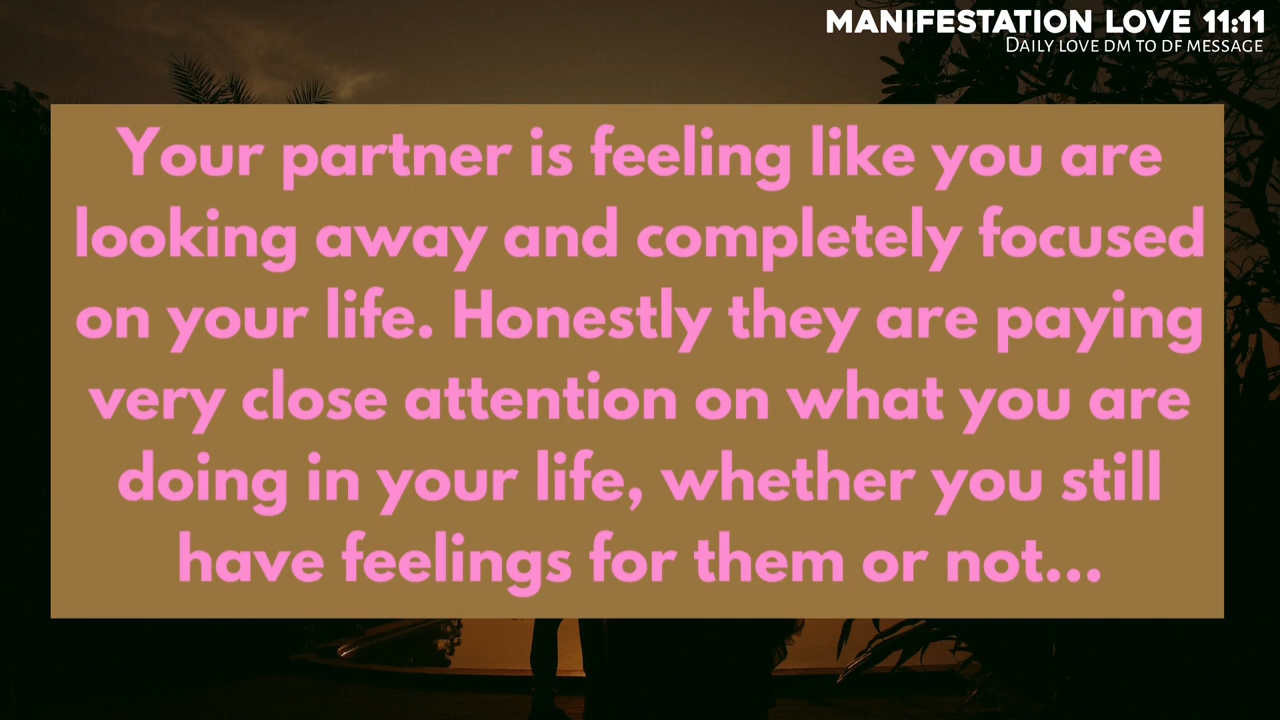 MANIFESTATION LOVE 11:11
DAILY LOVE DM TO DF MESSAGE
Your partner is feeling like you are
looking away and completely focused
on your life. Honestly they are paying
very close attention on what you are
doing in your life, whether you still
have feelings for them or not...